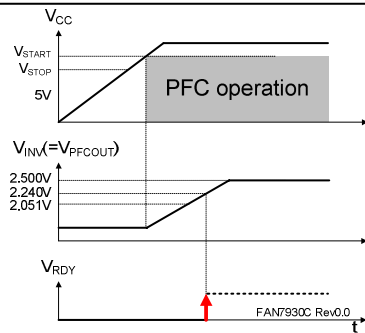 VCC
VSTART
VSTOP
5V
PFC operation
VINV(=VPFCOUT)
2.500V
2.240V
2.051V
VRDY
FAN7930C Rev0.0
t